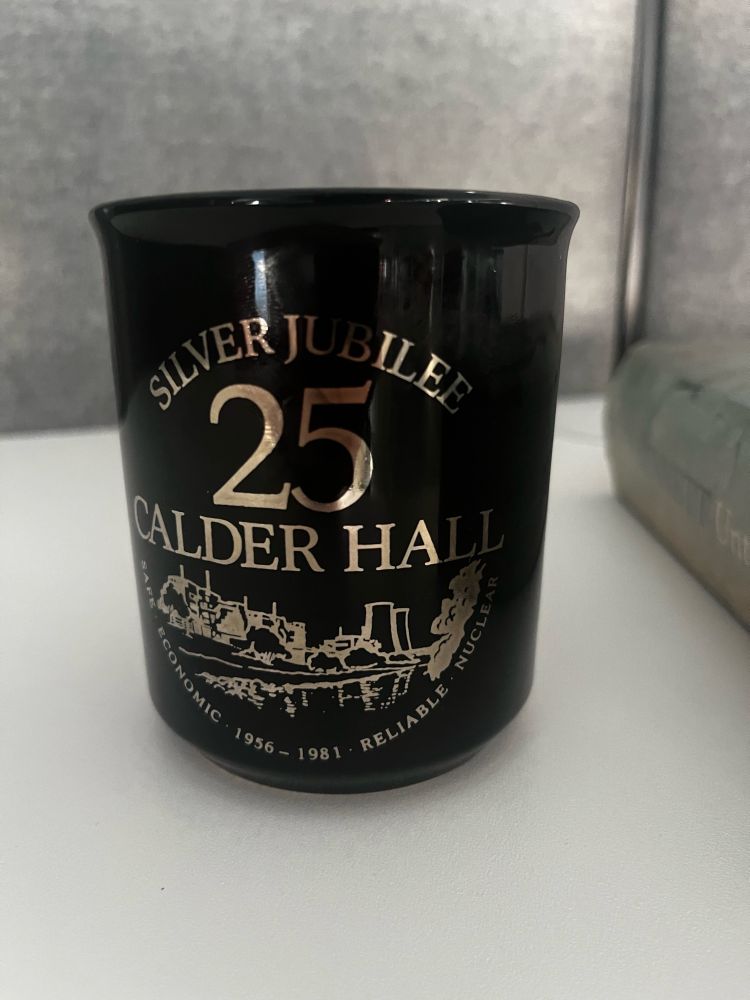 SILVER JUBILEE
25
CALDER HALL
SAFE · ECONOMIC · 1956 – 1981 · RELIABLE · NUCLEAR